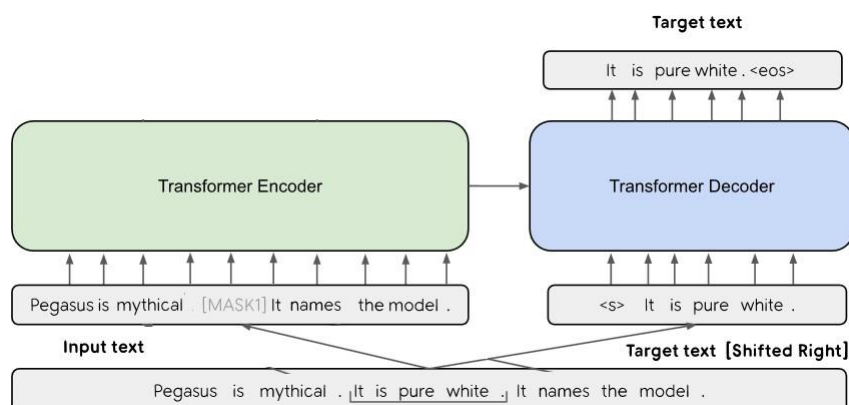 Target text
It is pure white . <eos>
Transformer Encoder
Transformer Decoder
Pegasus is mythical . [MASK1] It names the model .
<s> It is pure white .
Input text
Target text [Shifted Right]
Pegasus is mythical . It is pure white . It names the model .